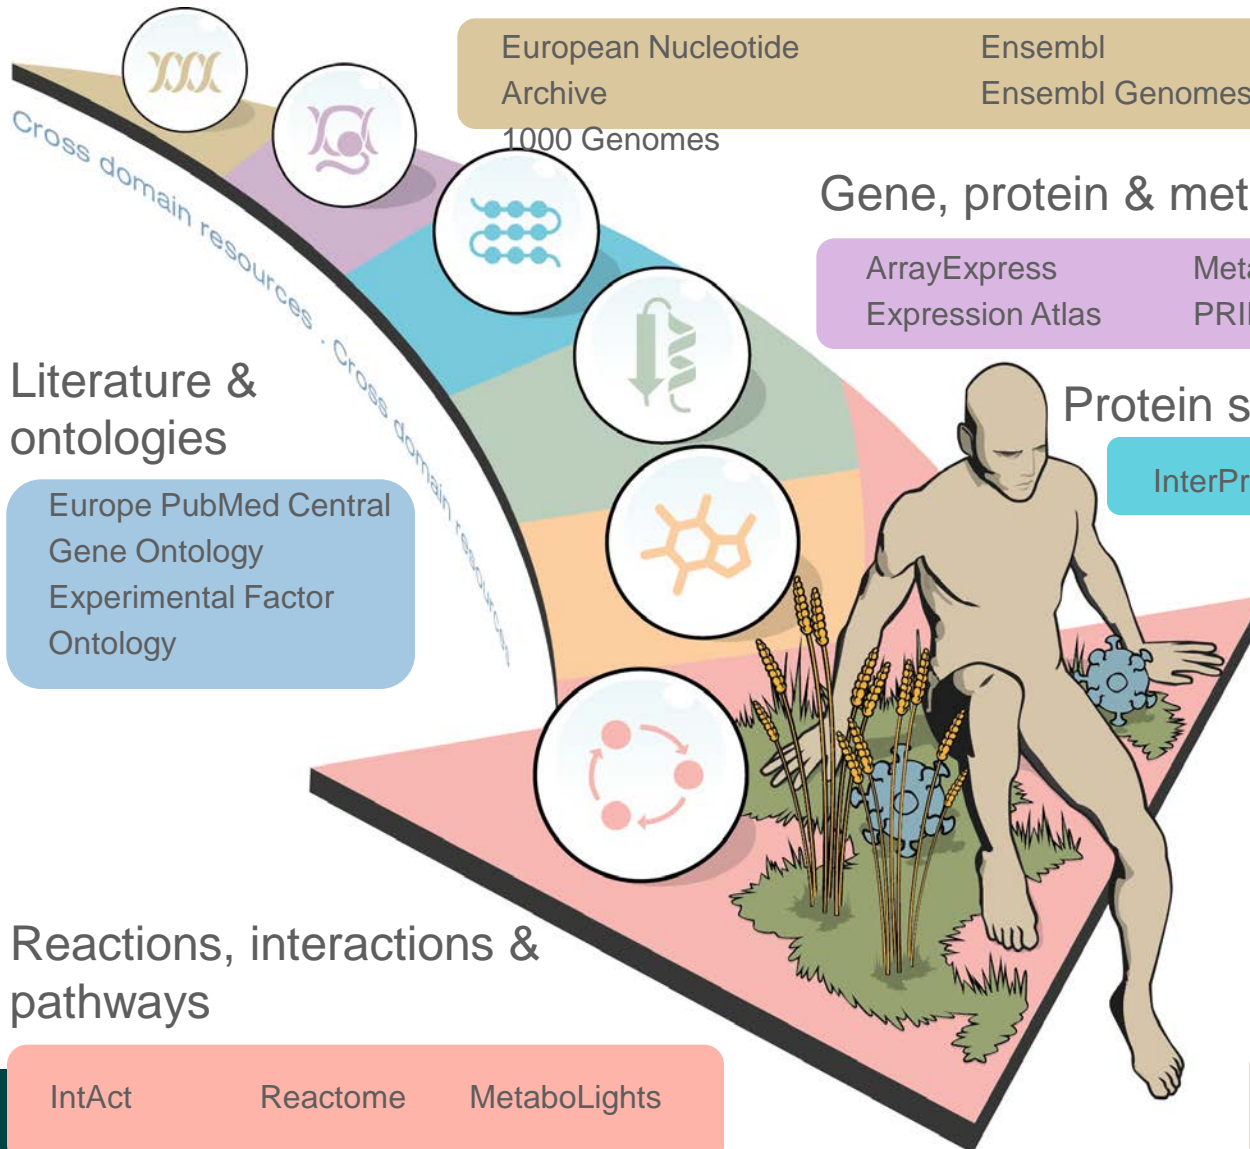 European Nucleotide
Archive
1000 Genomes
Ensembl
Ensembl Genomes
Cross domain resources · Cross domain resources
Gene, protein & met
ArrayExpress
Expression Atlas
Meta
PRI
Literature &
ontologies
Europe PubMed Central
Gene Ontology
Experimental Factor
Ontology
Protein s
InterPr
Reactions, interactions &
pathways
IntAct Reactome MetaboLights